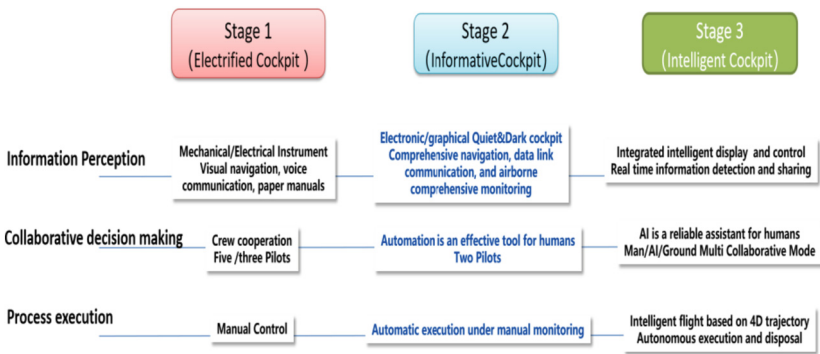 Stage 1
(Electrified Cockpit )
Stage 2
(InformativeCockpit)
Stage 3
(Intelligent Cockpit)
Information Perception
Mechanical/Electrical Instrument
Visual navigation, voice
communication, paper manuals
Electronic/graphical Quiet&Dark cockpit
Comprehensive navigation, data link
communication, and airborne
comprehensive monitoring
Integrated intelligent display and control
Real time information detection and sharing
Collaborative decision making
Crew cooperation
Five /three Pilots
Automation is an effective tool for humans
Two Pilots
AI is a reliable assistant for humans
Man/AI/Ground Multi Collaborative Mode
Process execution
Manual Control
Automatic execution under manual monitoring
Intelligent flight based on 4D trajectory
Autonomous execution and disposal